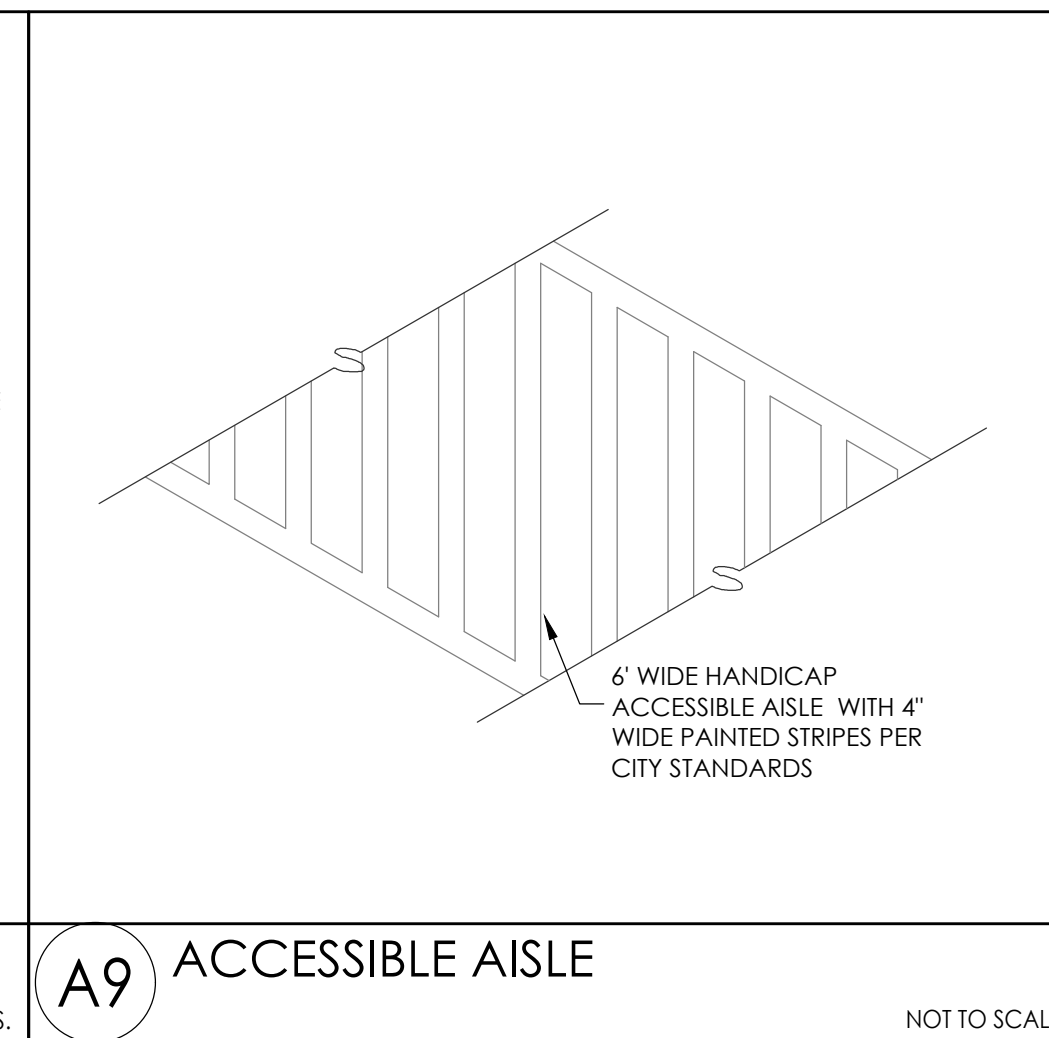 6' WIDE HANDICAP
ACCESSIBLE AISLE WITH 4"
WIDE PAINTED STRIPES PER
CITY STANDARDS
A9
ACCESSIBLE AISLE
S.
NOT TO SCAL